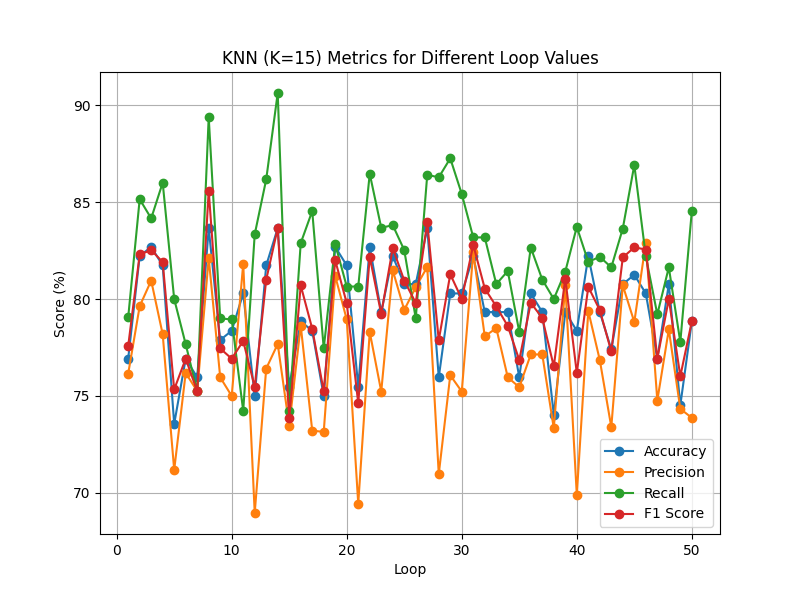 KNN (K=15) Metrics for Different Loop Values
Score (%)
90
85
80
75
70
0 10 20 30 40 50
Loop
Accuracy
Precision
Recall
F1 Score